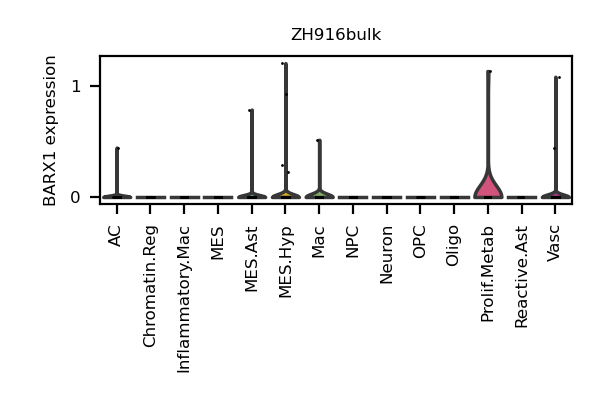 ZH916bulk
BARX1 expression
1
0
AC
Chromatin.Reg
Inflammatory.Mac
MES
MES.Ast
MES.Hyp
Mac
NPC
Neuron
OPC
Oligo
Prolif.Metab
Reactive.Ast
Vasc